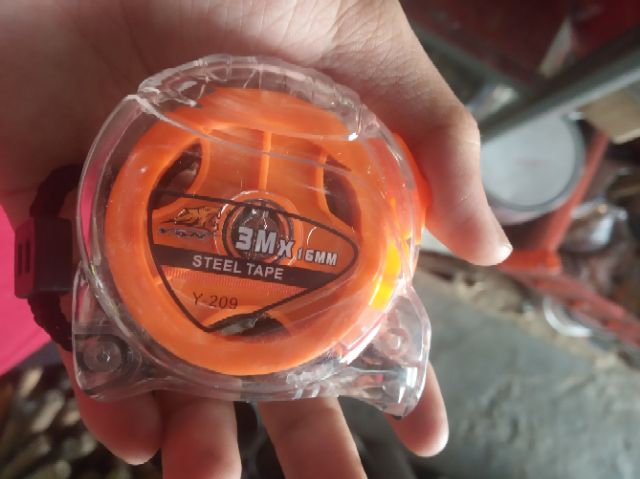 3M x 16MM
STEEL TAPE
Y-209